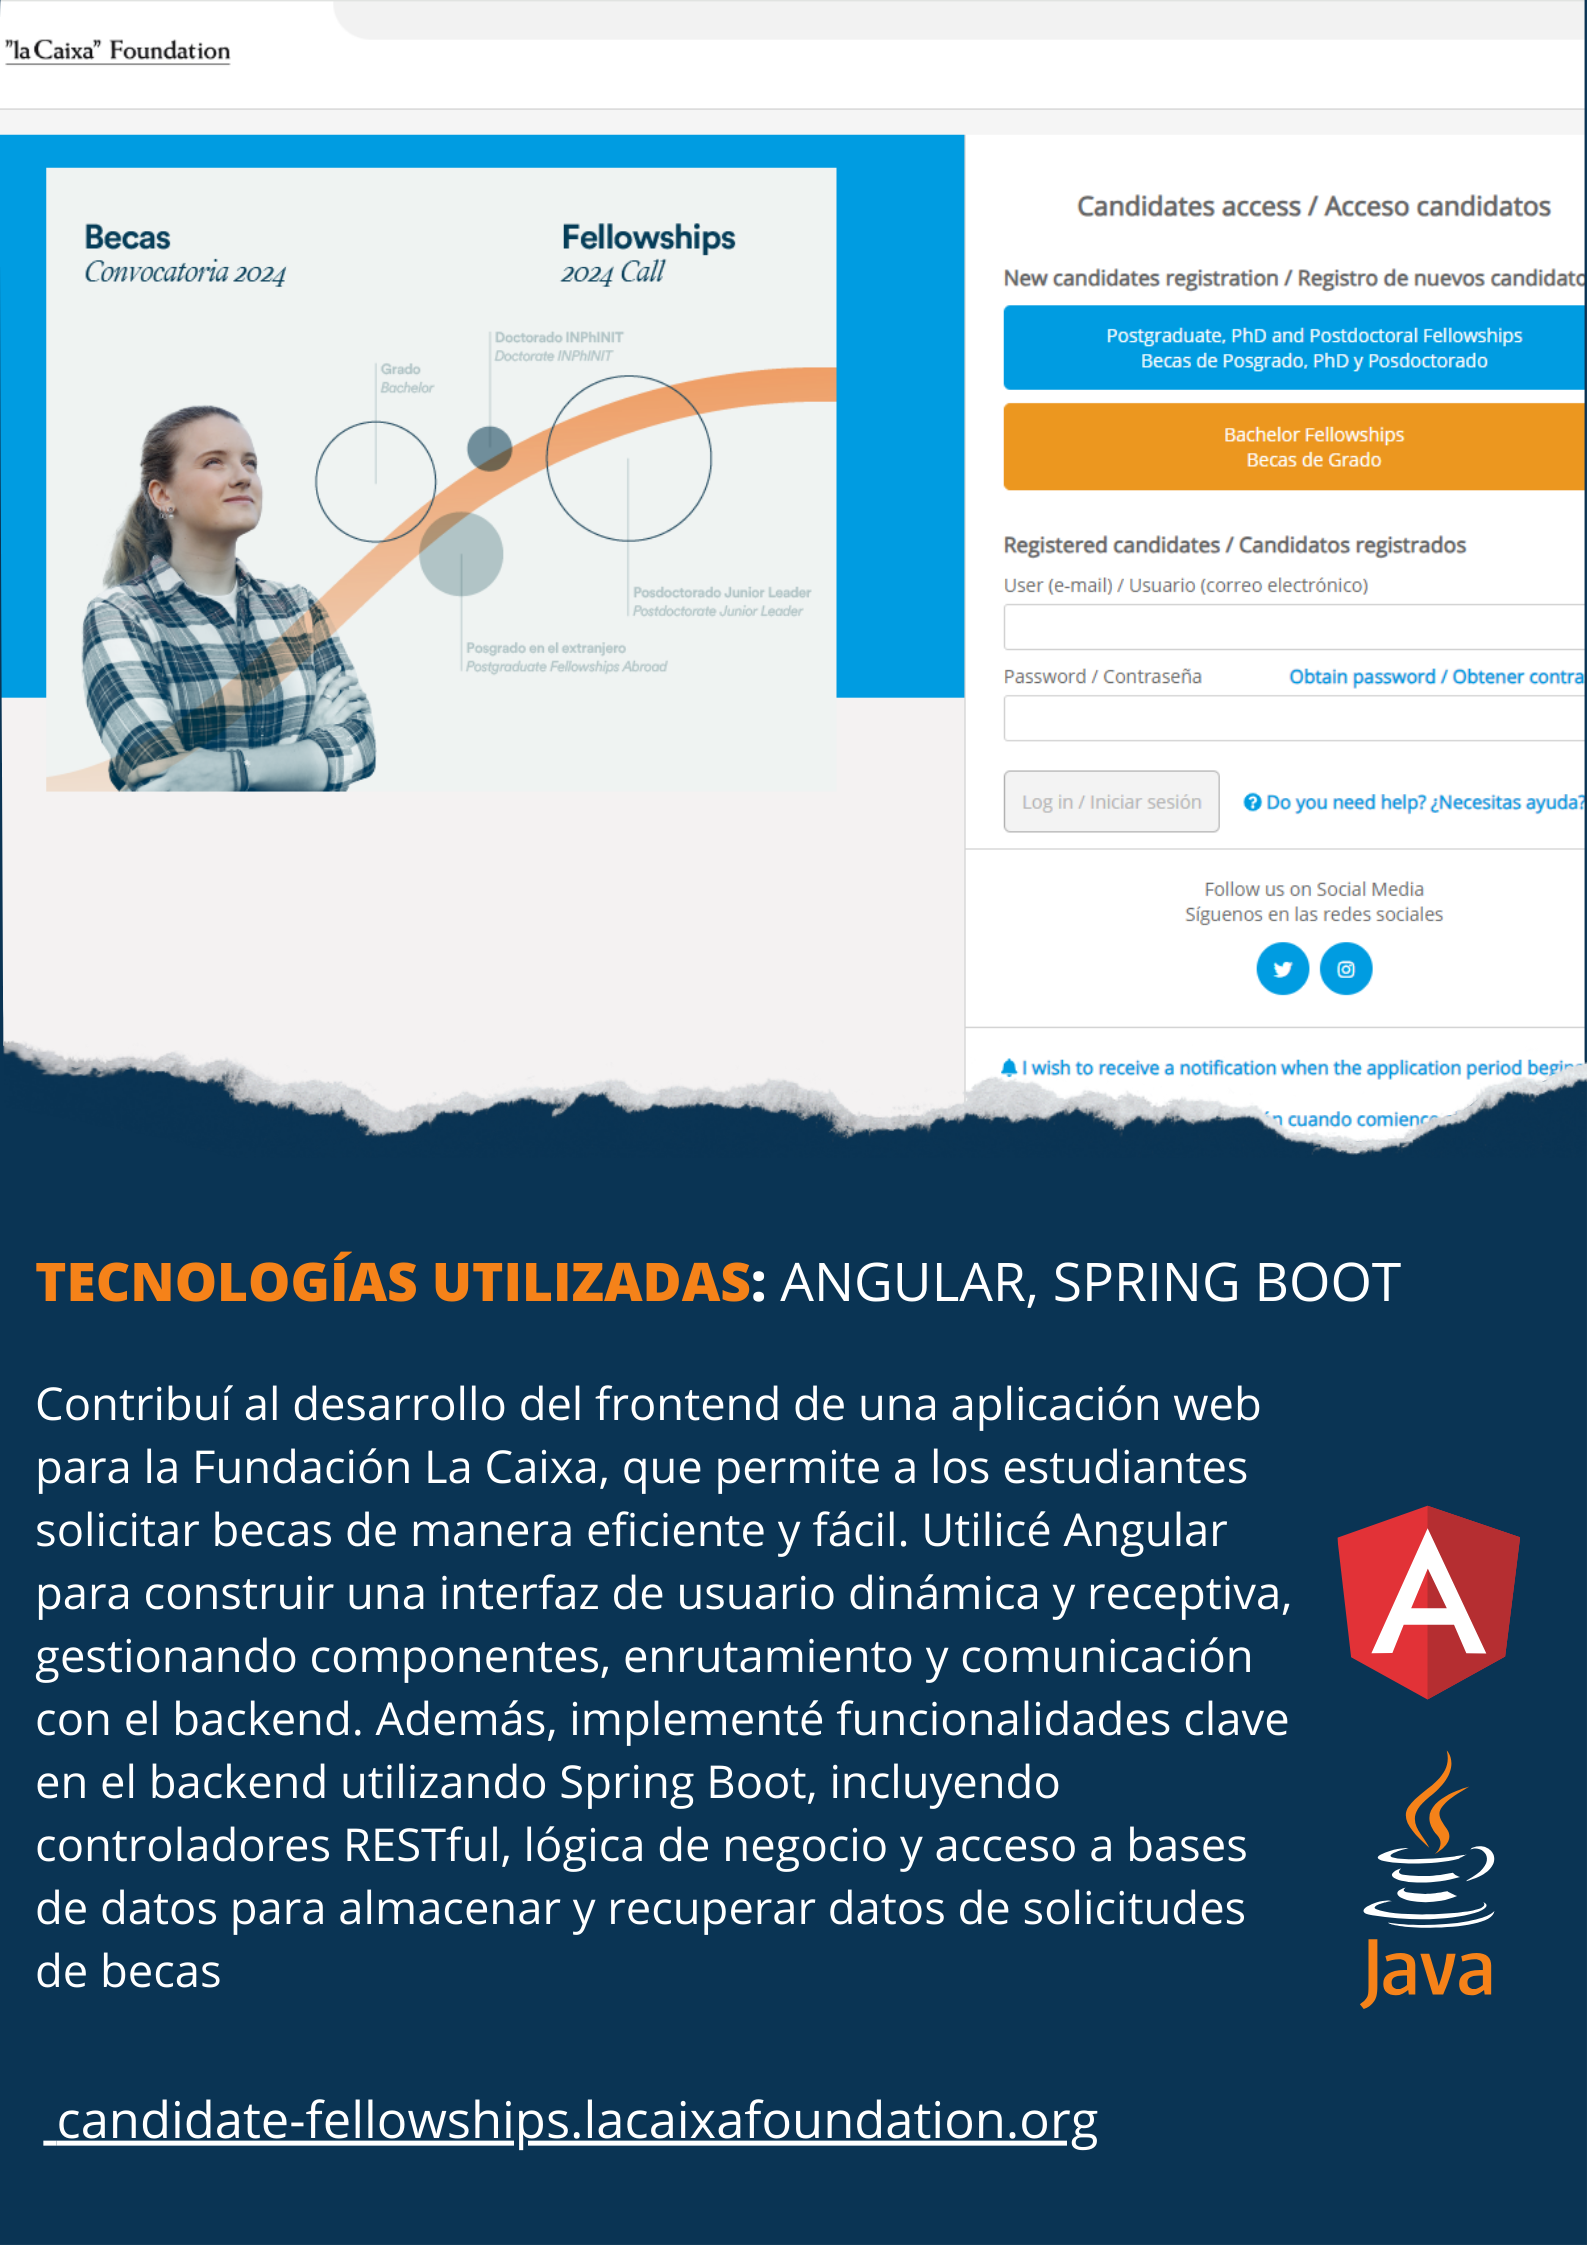 "la Caixa" Foundation
Becas
Convocatoria 2024
Fellowships
2024 Call
Doctorado INPhINIT
Doctorate INPhINIT
Grado
Bachelor
Posdoctorado Junior Leader
Postdoctorate Junior Leader
Posgrado en el extranjero
Postgraduate Fellowships Abroad
Candidates access / Acceso candidatos
New candidates registration / Registro de nuevos candidato
Postgraduate, PhD and Postdoctoral Fellowships
Becas de Posgrado, PhD y Posdoctorado
Bachelor Fellowships
Becas de Grado
Registered candidates / Candidatos registrados
User (e-mail) / Usuario (correo electrónico)
Password / Contraseña
Obtain password / Obtener contra
Log in / Iniciar sesión
Do you need help? ¿Necesitas ayuda?
Follow us on Social Media
Síguenos en las redes sociales
I wish to receive a notification when the application period begin
cuando comience
TECNOLOGÍAS UTILIZADAS: ANGULAR, SPRING BOOT
Contribuí al desarrollo del frontend de una aplicación web
para la Fundación La Caixa, que permite a los estudiantes
solicitar becas de manera eficiente y fácil. Utilicé Angular
para construir una interfaz de usuario dinámica y receptiva,
gestionando componentes, enrutamiento y comunicación
con el backend. Además, implementé funcionalidades clave
en el backend utilizando Spring Boot, incluyendo
controladores RESTful, lógica de negocio y acceso a bases
de datos para almacenar y recuperar datos de solicitudes
de becas
A
Java
candidate-fellowships.lacaixafoundation.org